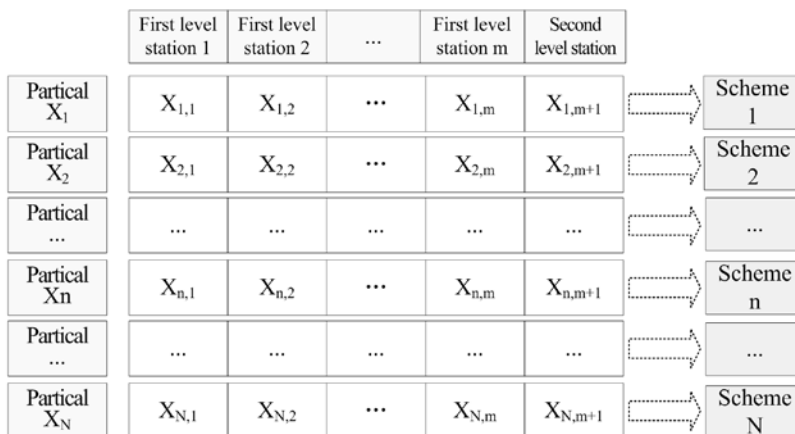 First level station 1 First level station 2 ... First level station m Second level station
Partical X1 X1,1 X1,2 ... X1,m X1,m+1 Scheme 1
Partical X2 X2,1 X2,2 ... X2,m X2,m+1 Scheme 2
Partical ... ... ... ... ... ... ...
Partical Xn Xn,1 Xn,2 ... Xn,m Xn,m+1 Scheme n
Partical ... ... ... ... ... ... ...
Partical XN XN,1 XN,2 ... XN,m XN,m+1 Scheme N